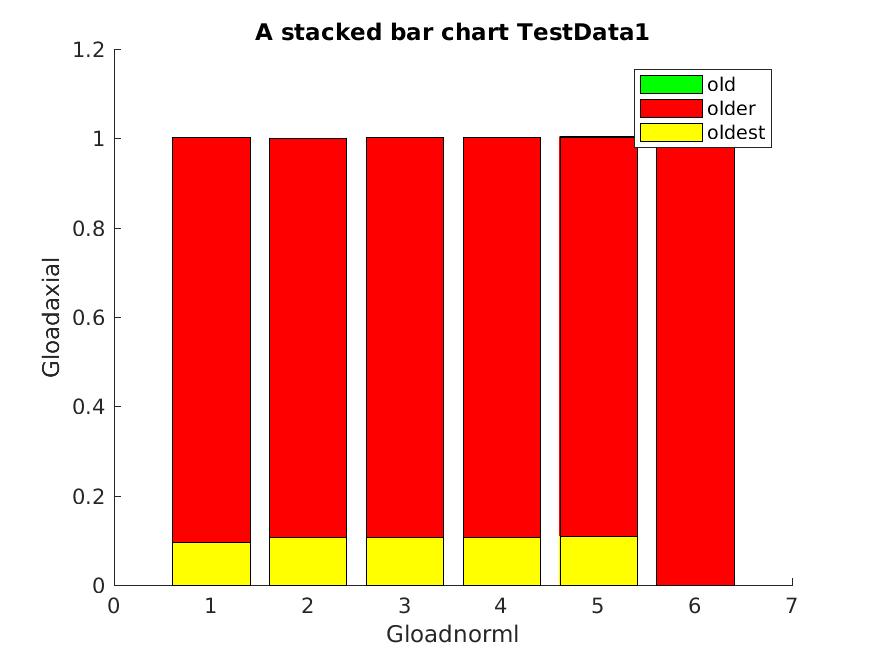 A stacked bar chart TestData1
1.2
1
0.8
0.6
0.4
0.2
0
Gloadaxial
old
older
oldest
0 1 2 3 4 5 6 7
Gloadnorml